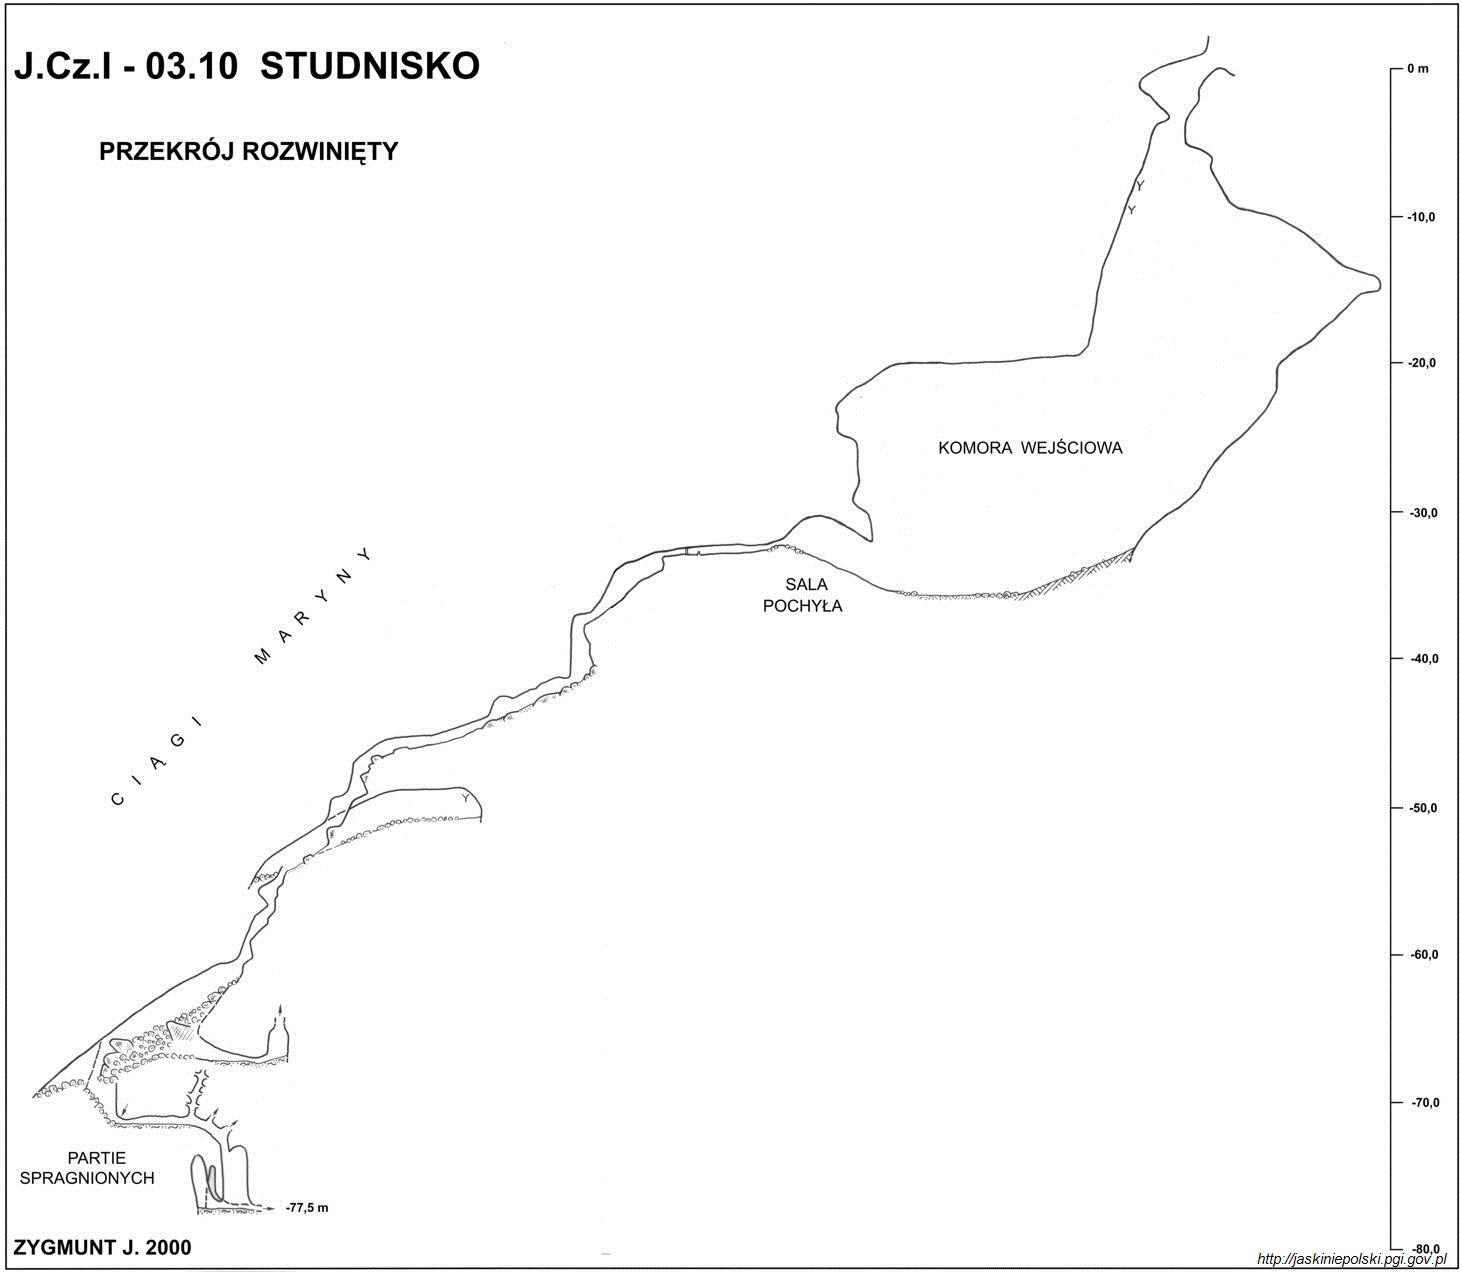 J.Cz.I - 03.10 STUDNISKO
PRZEKRÓJ ROZWINIĘTY
0 m
-10,0
-20,0
KOMORA WEJŚCIOWA
-30,0
SALA
POCHYŁA
-40,0
CIĄGI MARYNY
-50,0
-60,0
-70,0
PARTIE
SPRAGNIONYCH
-77,5 m
-80,0
ZYGMUNT J. 2000
http://jaskiniepolski.pgi.gov.pl